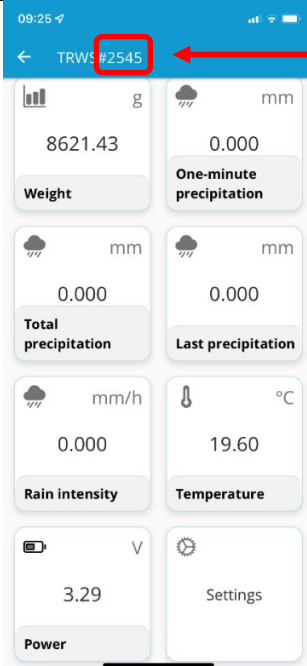 09:25
TRWS#2545
g
8621.43
Weight
mm
0.000
One-minute
precipitation
mm
0.000
Total
precipitation
mm
0.000
Last precipitation
mm/h
0.000
Rain intensity
°C
19.60
Temperature
V
3.29
Power
Settings